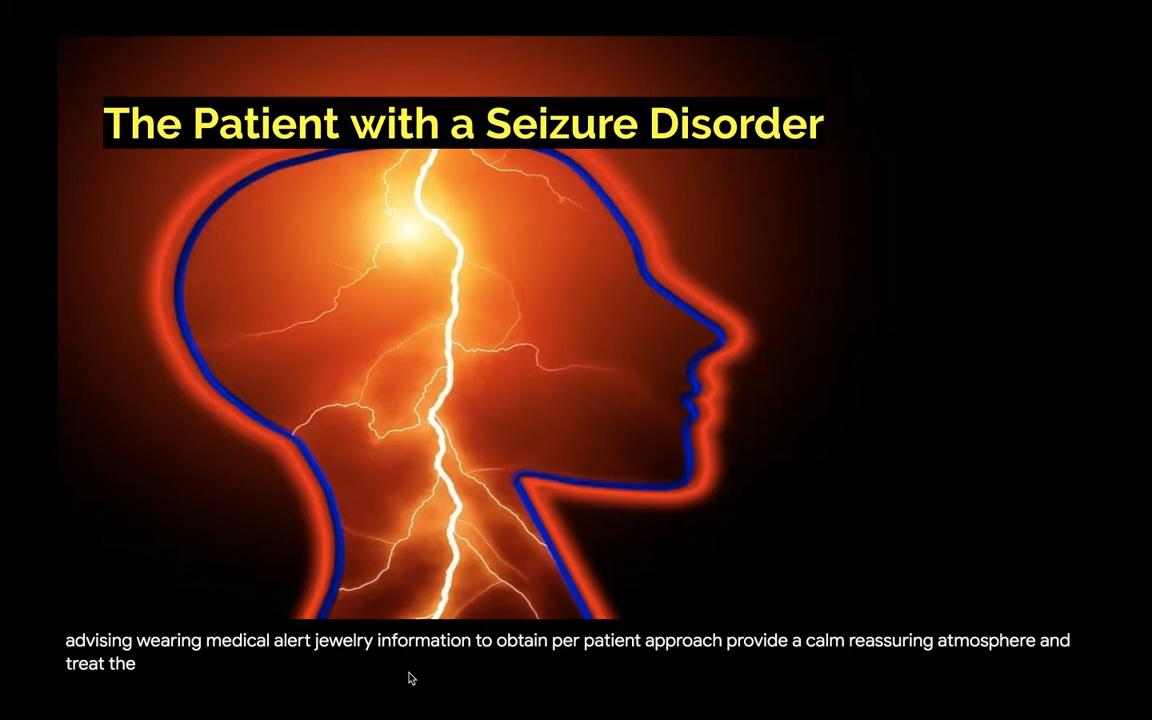 The Patient with a Seizure Disorder
advising wearing medical alert jewelry information to obtain per patient approach provide a calm reassuring atmosphere and
treat the